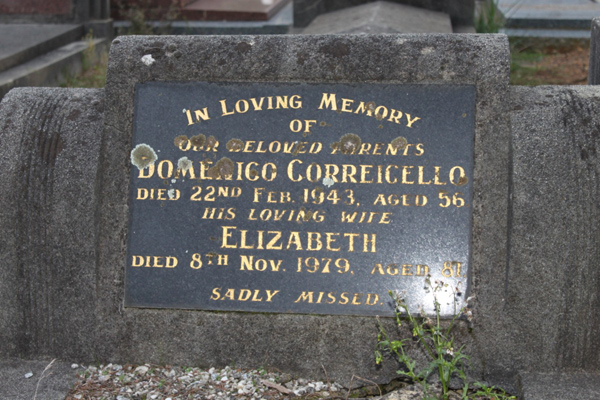 IN LOVING MEMORY
OF
OUR BELOVED PARENTS
DOMENICO CORREICELLO
DIED 22ND FEB. 1943, AGED 56
HIS LOVING WIFE
ELIZABETH
DIED 8TH NOV. 1979, AGED 81
SADLY MISSED.